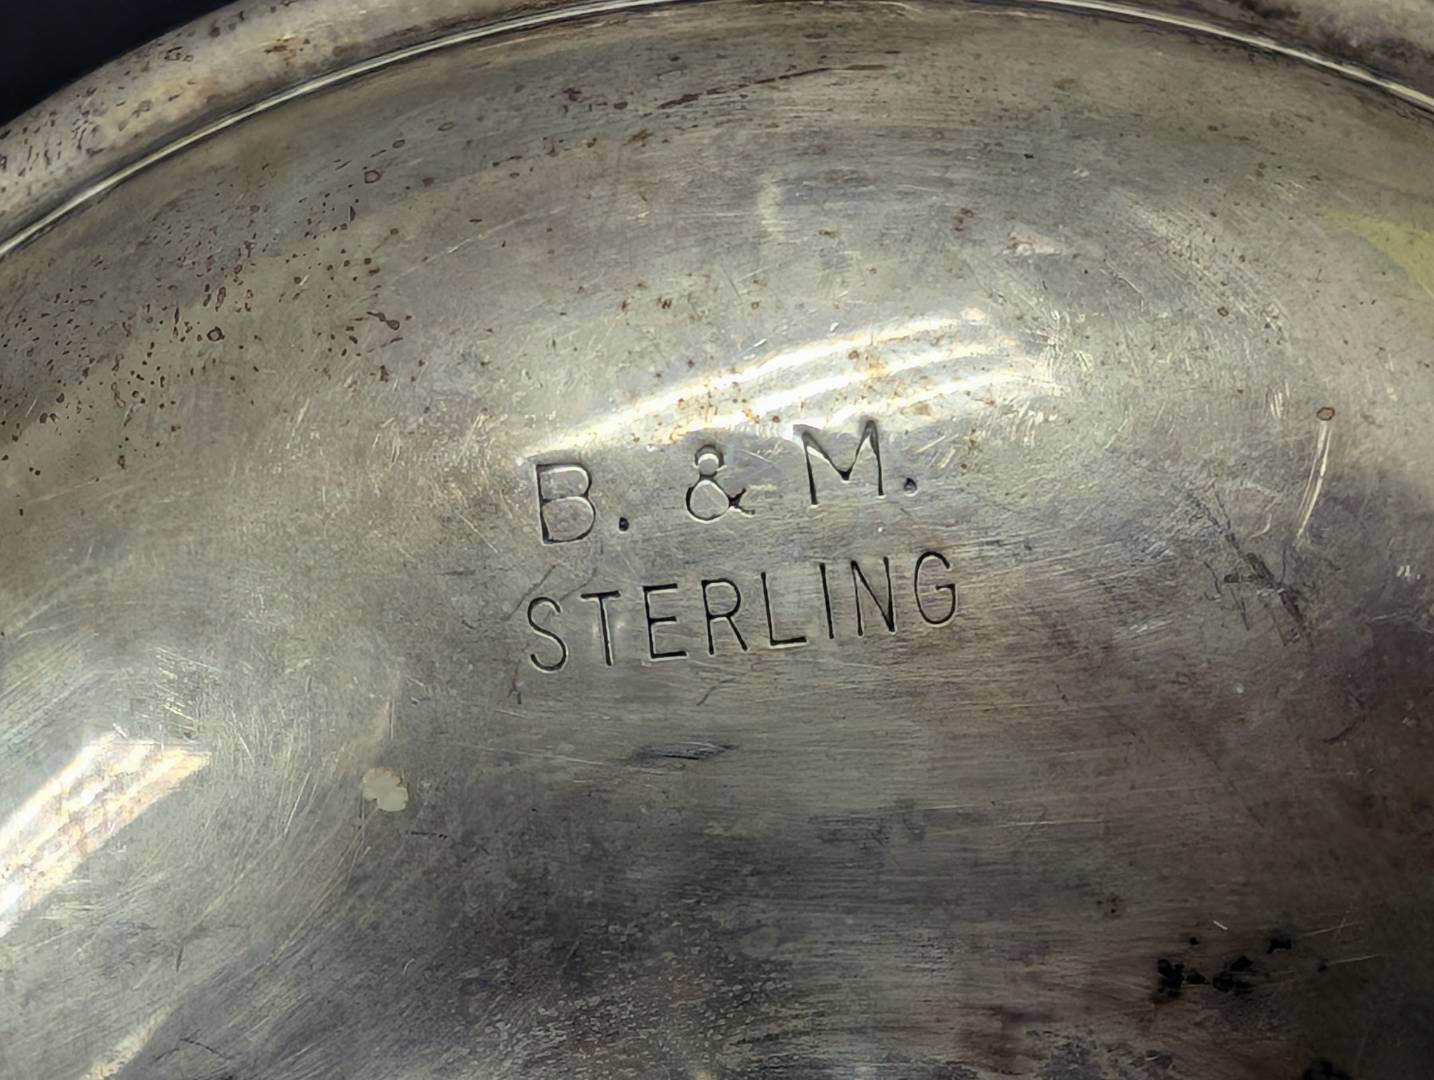 B. & M.
STERLING